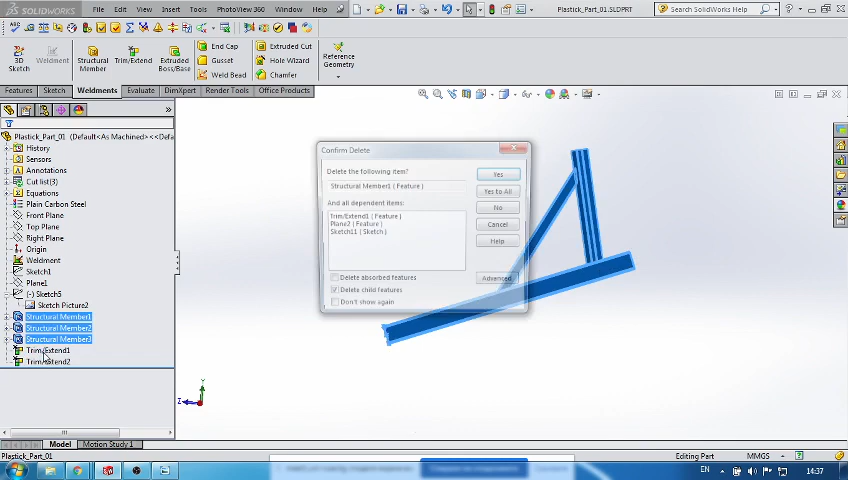 SOLIDWORKS
File Edit View Insert Tools PhotoView 360 Window Help
Plastick_Part_01.SLDPRT
Search SolidWorks Help
3D Sketch
Weldment
Structural Member
Trim/Extend
Extruded Boss/Base
End Cap
Gusset
Weld Bead
Extruded Cut
Hole Wizard
Chamfer
Reference Geometry
Features Sketch Weldments Evaluate DimXpert Render Tools Office Products
Plastick_Part_01 (Default<As Machined><<Defa
History
Sensors
Annotations
Cut list(3)
Equations
Plain Carbon Steel
Front Plane
Top Plane
Right Plane
Origin
Weldment
Sketch1
Plane1
(-) Sketch5
Sketch Picture2
Structural Member1
Structural Member2
Structural Member3
Trim/Extend1
Trim/Extend2
Confirm Delete
Delete the following item?
Structural Member1 ( Feature )
And all dependent items:
Trim/Extend1 ( Feature )
Plane2 ( Feature )
Sketch11 ( Sketch )
Delete absorbed features
Delete child features
Don't show again
Yes
Yes to All
No
Cancel
Help
Advanced
Y
Z
Model Motion Study 1
Plastick_Part_01
Editing Part
MMGS
EN
14:37